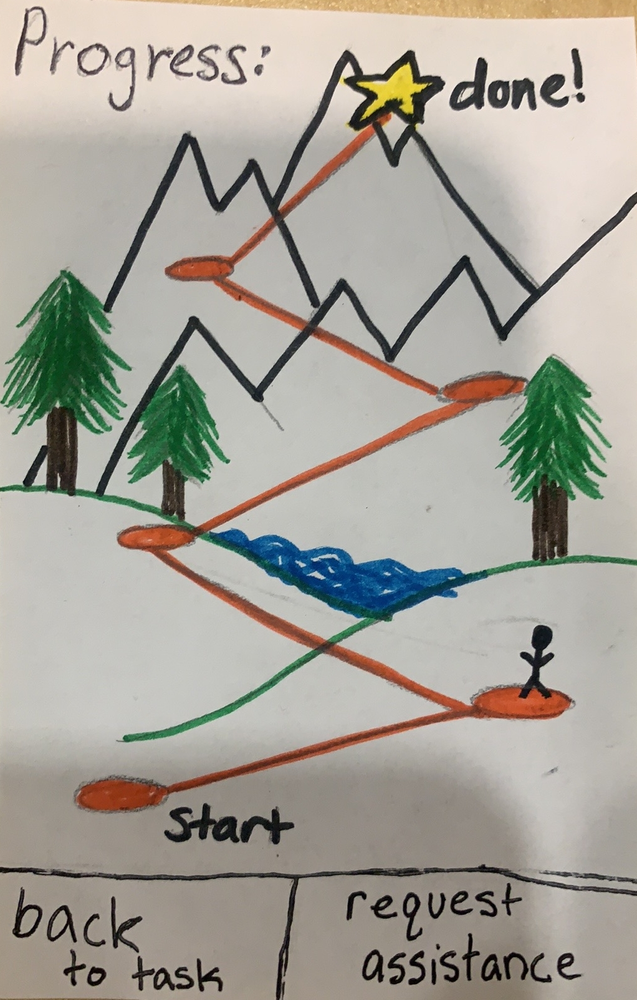 Progress:
done!
Start
back
to task
request
assistance